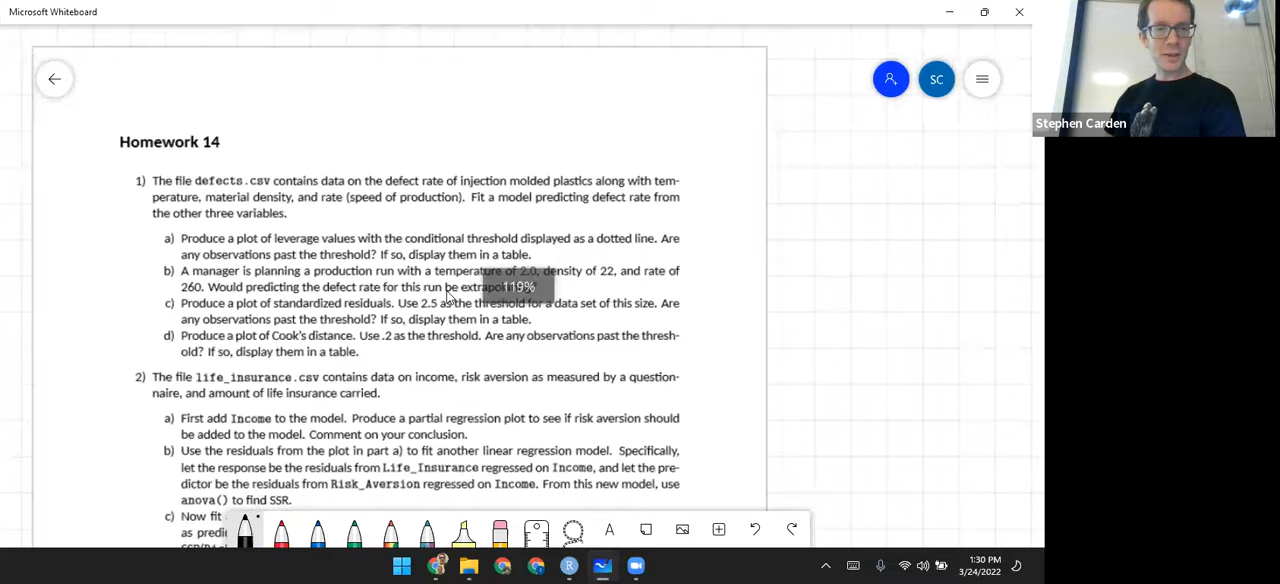 Microsoft Whiteboard
SC
Stephen Carden
Homework 14
1) The file defects.csv contains data on the defect rate of injection molded plastics along with tem-
perature, material density, and rate (speed of production). Fit a model predicting defect rate from
the other three variables.
a) Produce a plot of leverage values with the conditional threshold displayed as a dotted line. Are
any observations past the threshold? If so, display them in a table.
b) A manager is planning a production run with a temperature of 2.0, density of 22, and rate of
260. Would predicting the defect rate for this run be
119%
c) Produce a plot of standardized residuals. Use 2.5 as the threshold for a data set of this size. Are
any observations past the threshold? If so, display them in a table.
d) Produce a plot of Cook's distance. Use .2 as the threshold. Are any observations past the thresh-
old? If so, display them in a table.
2) The file life_insurance.csv contains data on income, risk aversion as measured by a question-
naire, and amount of life insurance carried.
a) First add Income to the model. Produce a partial regression plot to see if risk aversion should
be added to the model. Comment on your conclusion.
b) Use the residuals from the plot in part a) to fit another linear regression model. Specifically,
let the response be the residuals from Life_Insurance regressed on Income, and let the pre-
dictor be the residuals from Risk_Aversion regressed on Income. From this new model, use
anova() to find SSR.
c) Now fit
as predi
A
R
1:30 PM
3/24/2022